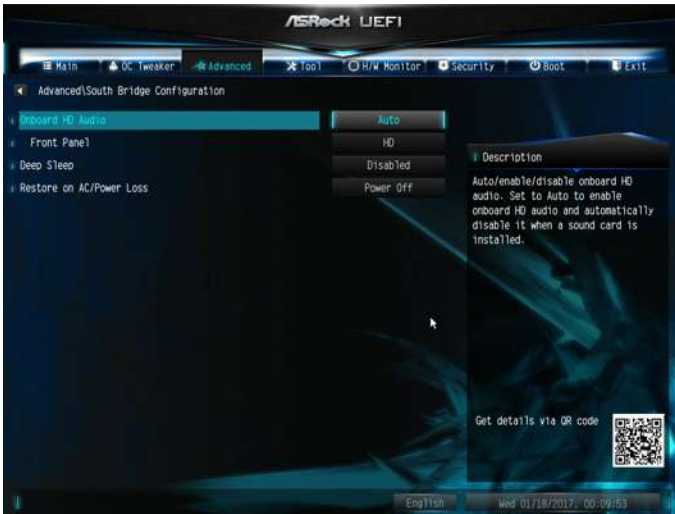 ASRock UEFI
Main OC Tweaker Advanced Tool H/W Monitor Security Boot Exit
Advanced\South Bridge Configuration
Onboard HD Audio Auto
Front Panel HD
Deep Sleep Disabled
Restore on AC/Power Loss Power Off
Description
Auto/enable/disable onboard HD
audio. Set to Auto to enable
onboard HD audio and automatically
disable it when a sound card is
installed.
Get details via QR code
English Wed 01/18/2017. 00:09:53